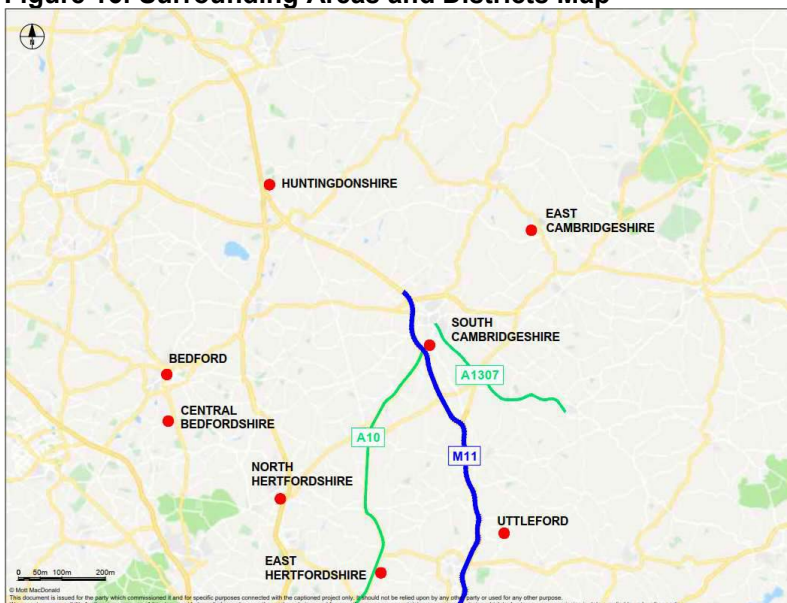 Figure 10: Surrounding Areas and Districts Map
N
HUNTINGDONSHIRE
EAST
CAMBRIDGESHIRE
SOUTH
CAMBRIDGESHIRE
BEDFORD
A1307
CENTRAL
BEDFORDSHIRE
A10
M11
NORTH
HERTFORDSHIRE
UTTLEFORD
EAST
HERTFORDSHIRE
0 50m 100m 200m
© Mott MacDonald
This document is issued for the party which commissioned it and for specific purposes connected with the captioned project only. It should not be relied upon by any other party or used for any other purpose.